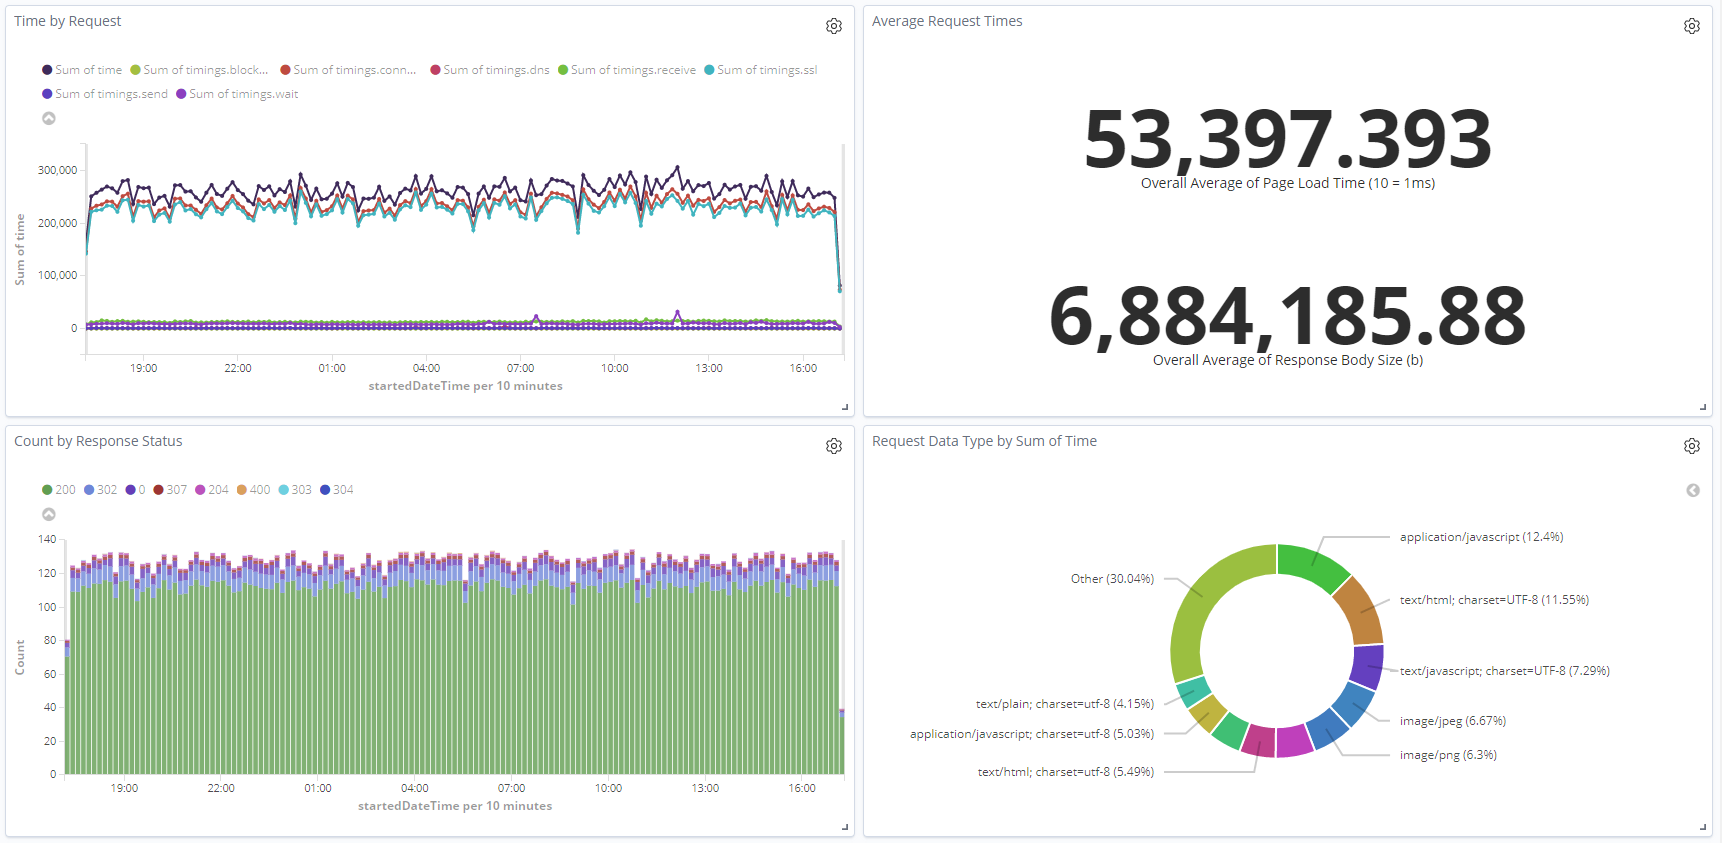 Time by Request
Sum of time Sum of timings.block... Sum of timings.conn... Sum of timings.dns Sum of timings.receive Sum of timings.ssl
Sum of timings.send Sum of timings.wait
Sum of time
300,000
200,000
100,000
0
19:00 22:00 01:00 04:00 07:00 10:00 13:00 16:00
startedDateTime per 10 minutes
Average Request Times
53,397.393
Overall Average of Page Load Time (10 = 1ms)
6,884,185.88
Overall Average of Response Body Size (b)
Count by Response Status
200 302 0 307 204 400 303 304
Count
140
120
100
80
60
40
20
0
19:00 22:00 01:00 04:00 07:00 10:00 13:00 16:00
startedDateTime per 10 minutes
Request Data Type by Sum of Time
application/javascript (12.4%)
Other (30.04%)
text/html; charset=UTF-8 (11.55%)
text/javascript; charset=UTF-8 (7.29%)
text/plain; charset=utf-8 (4.15%)
image/jpeg (6.67%)
application/javascript; charset=utf-8 (5.03%)
image/png (6.3%)
text/html; charset=utf-8 (5.49%)